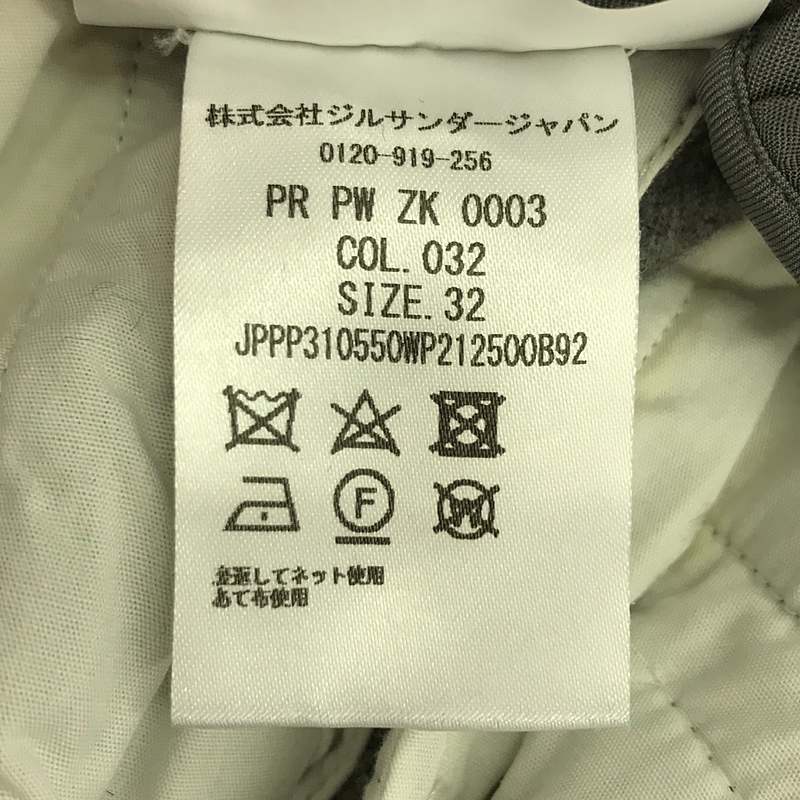 株式会社ジルサンダージャパン
0120-919-256
PR PW ZK 0003
COL.032
SIZE.32
JPPP310550WP212500B92
F
W
裏返してネット使用
あて布使用